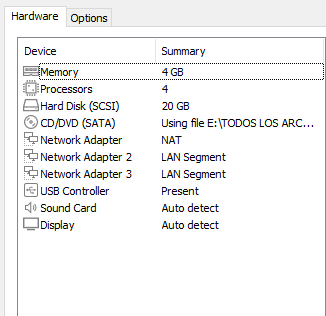 Hardware Options
Device Summary
Memory 4 GB
Processors 4
Hard Disk (SCSI) 20 GB
CD/DVD (SATA) Using file E:\TODOS LOS ARC...
Network Adapter NAT
Network Adapter 2 LAN Segment
Network Adapter 3 LAN Segment
USB Controller Present
Sound Card Auto detect
Display Auto detect